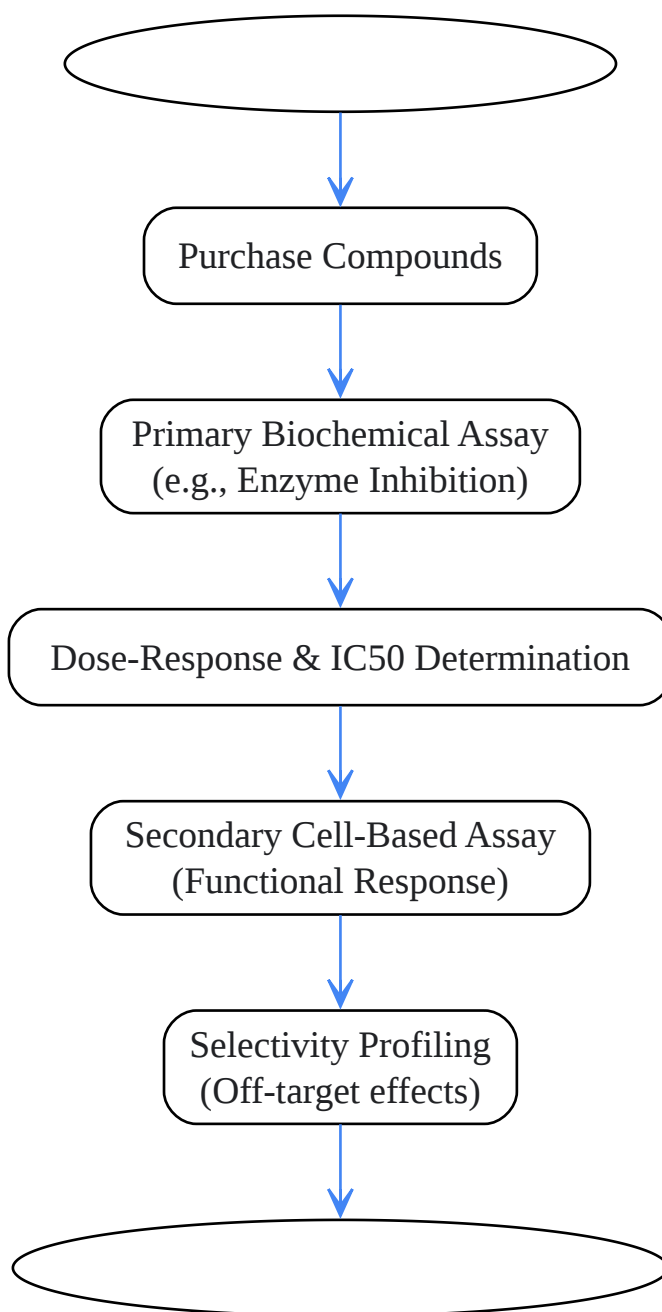 Purchase Compounds
Primary Biochemical Assay
(e.g., Enzyme Inhibition)
Dose-Response & IC50 Determination
Secondary Cell-Based Assay
(Functional Response)
Selectivity Profiling
(Off-target effects)